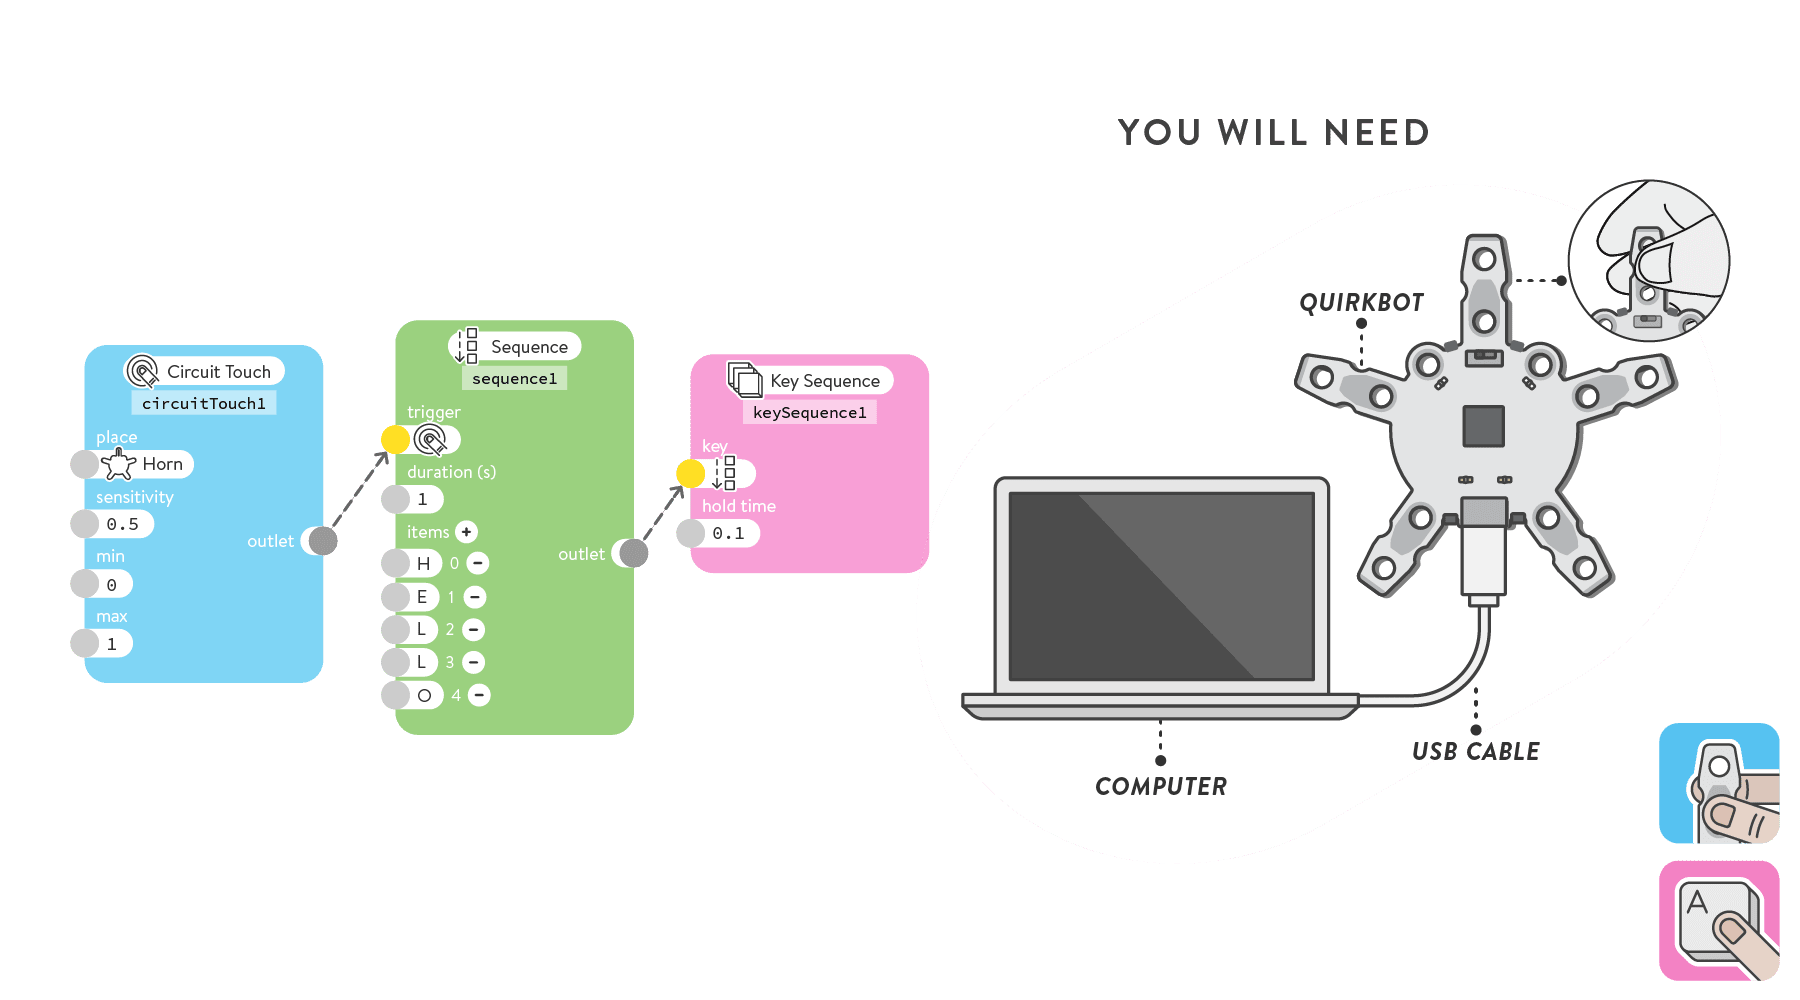 YOU WILL NEED
Circuit Touch
circuitTouch1
place
Horn
sensitivity
0.5
min
0
max
1
outlet
Sequence
sequence1
trigger
duration (s)
1
items +
H 0 -
E 1 -
L 2 -
L 3 -
O 4 -
outlet
Key Sequence
keySequence1
key
hold time
0.1
QUIRKBOT
USB CABLE
COMPUTER
A